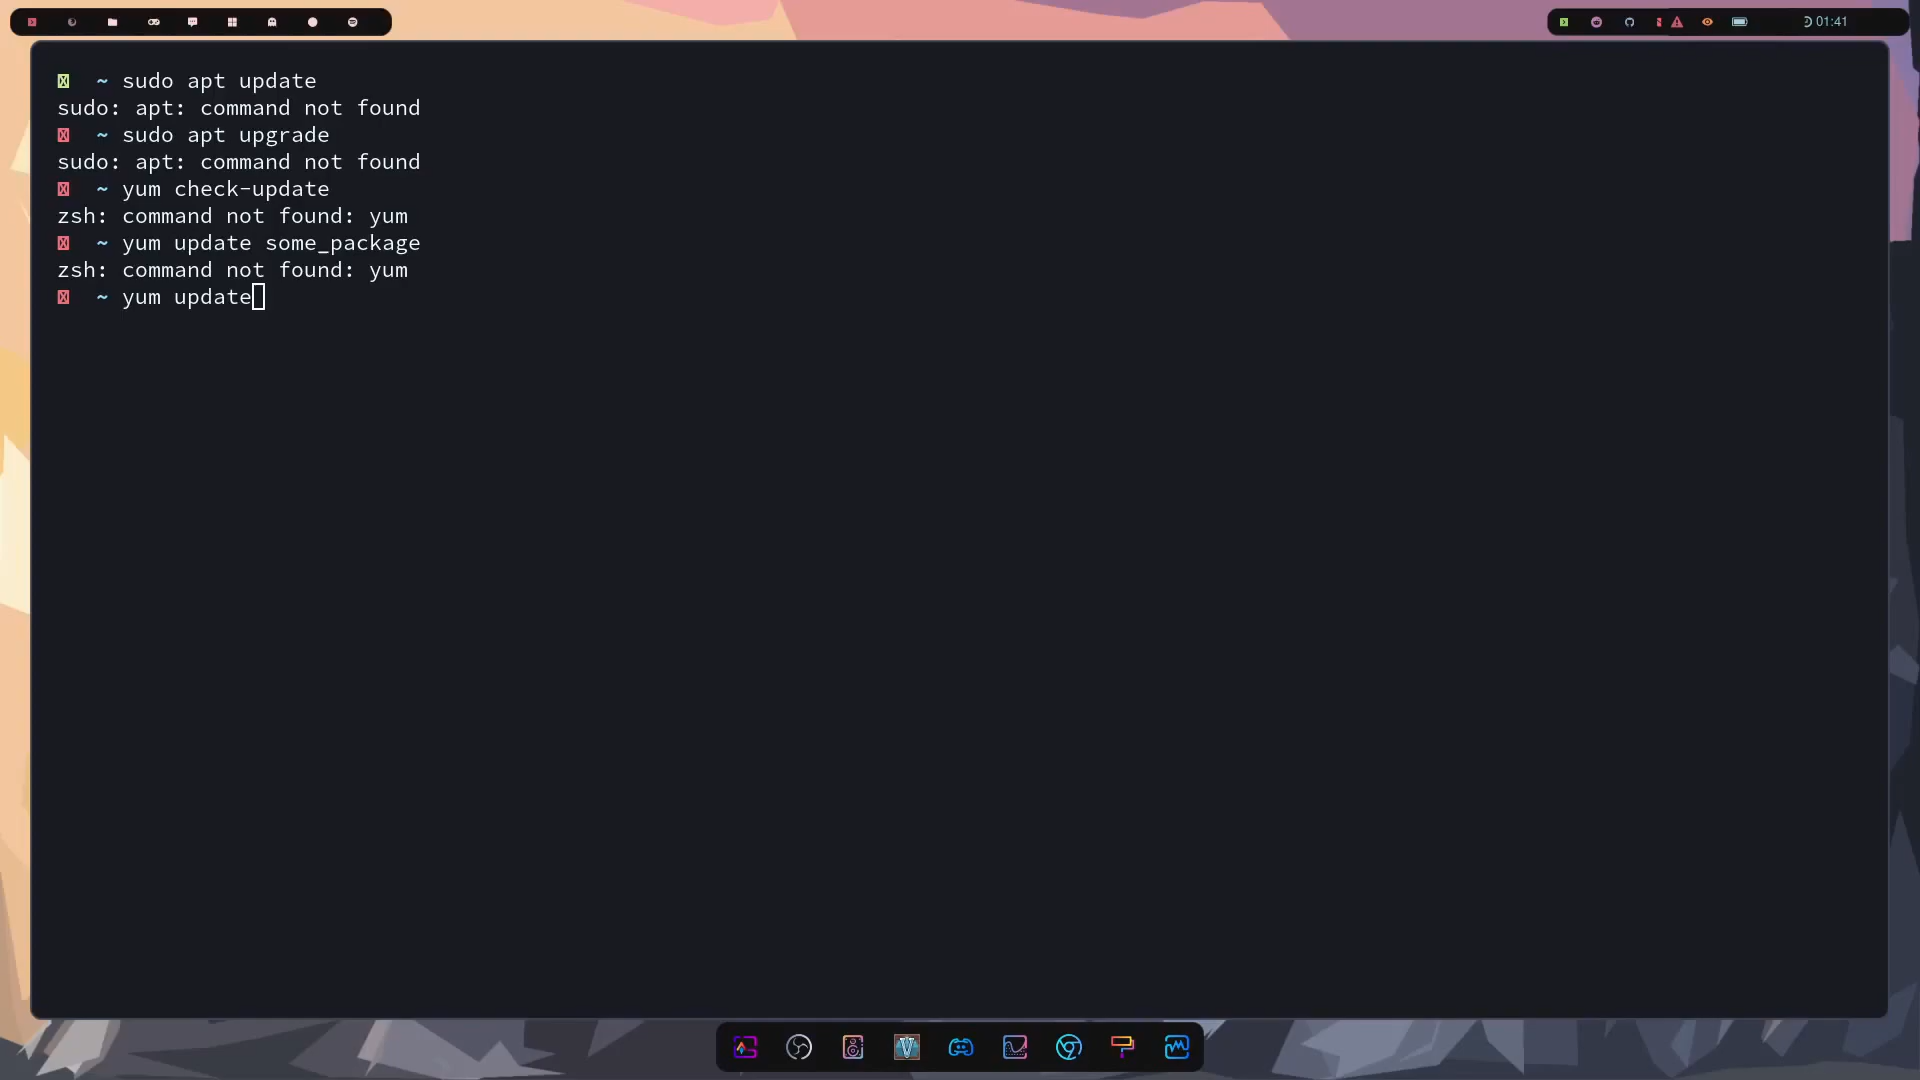 01:41
~ sudo apt update
sudo: apt: command not found
~ sudo apt upgrade
sudo: apt: command not found
~ yum check-update
zsh: command not found: yum
~ yum update some_package
zsh: command not found: yum
~ yum update